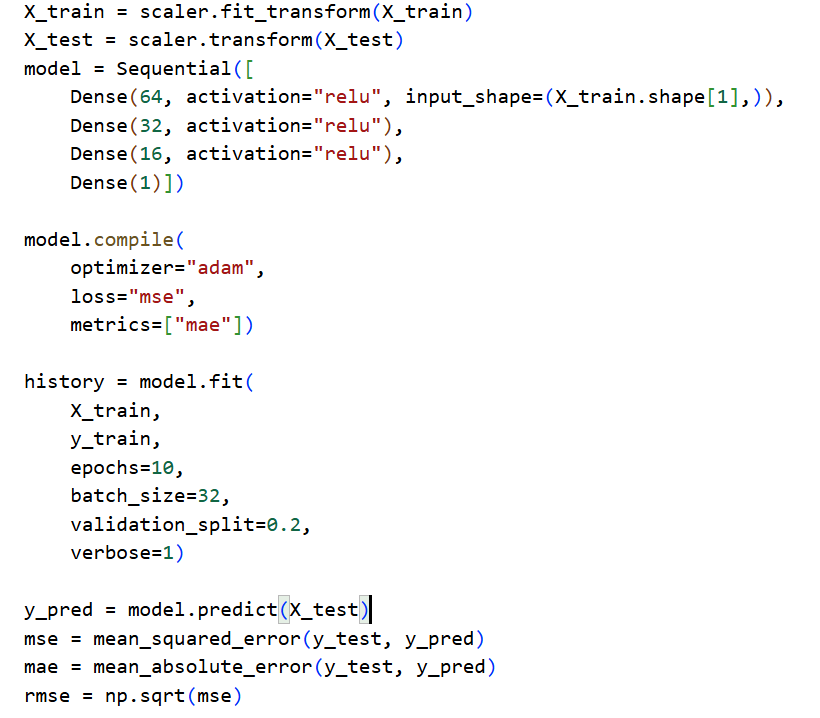 X_train = scaler.fit_transform(X_train)
X_test = scaler.transform(X_test)
model = Sequential([
    Dense(64, activation="relu", input_shape=(X_train.shape[1],)),
    Dense(32, activation="relu"),
    Dense(16, activation="relu"),
    Dense(1)])

model.compile(
    optimizer="adam",
    loss="mse",
    metrics=["mae"])

history = model.fit(
    X_train,
    y_train,
    epochs=10,
    batch_size=32,
    validation_split=0.2,
    verbose=1)

y_pred = model.predict(X_test)
mse = mean_squared_error(y_test, y_pred)
mae = mean_absolute_error(y_test, y_pred)
rmse = np.sqrt(mse)